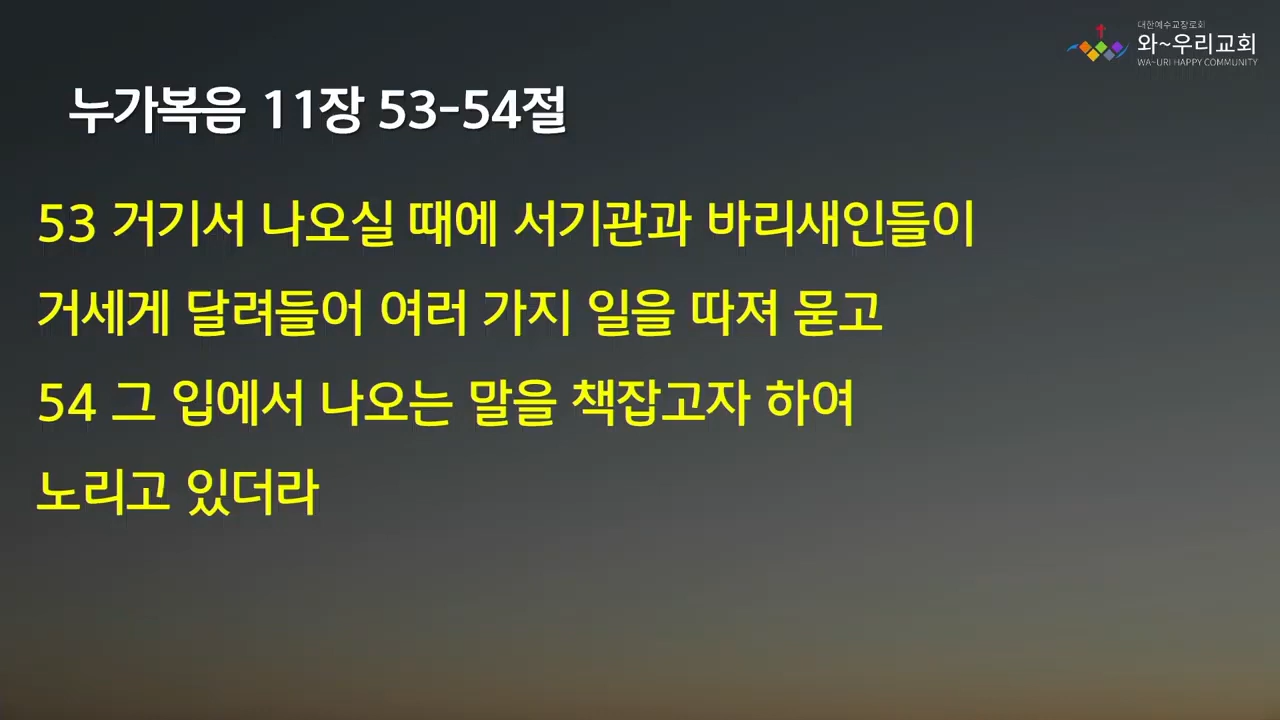 대한예수교장로회
와~우리교회
WA-URI HAPPY COMMUNITY
누가복음 11장 53-54절
53 거기서 나오실 때에 서기관과 바리새인들이
거세게 달려들어 여러 가지 일을 따져 묻고
54 그 입에서 나오는 말을 책잡고자 하여
노리고 있더라